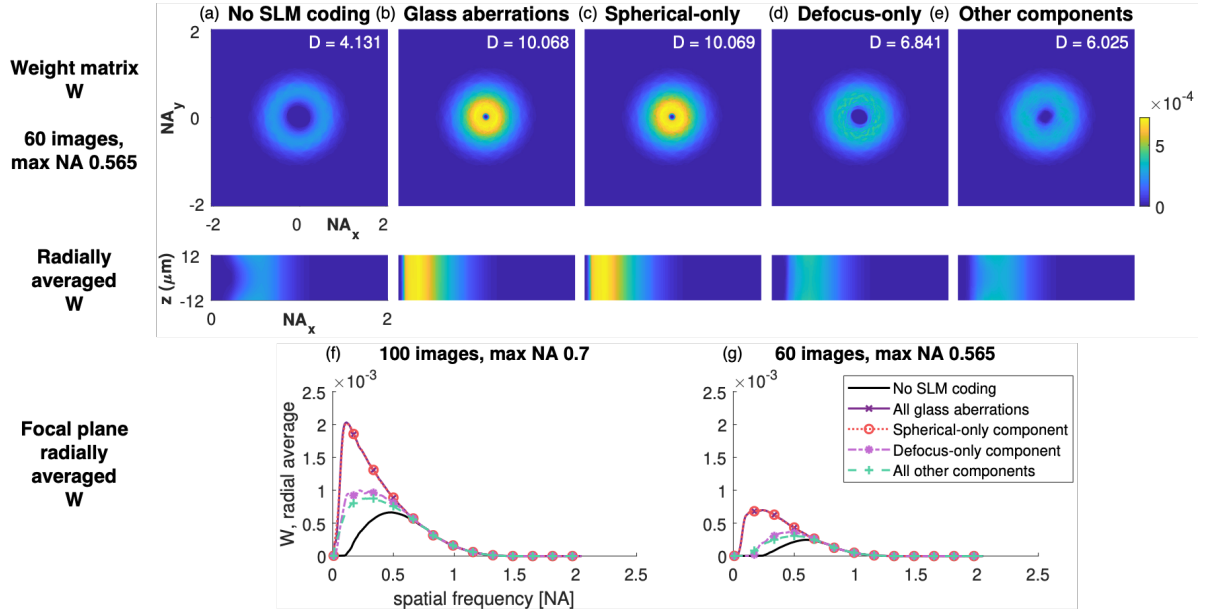 (a) No SLM coding
(b) Glass aberrations
(c) Spherical-only
(d) Defocus-only
(e) Other components
Weight matrix
W
60 images,
max NA 0.565
2
NAy
0
-2
-2 0 NAx 2
D = 4.131
D = 10.068
D = 10.069
D = 6.841
D = 6.025
×10-4
5
0
Radially
averaged
W
12
z (μm)
-12
0 NAx 2
Focal plane
radially
averaged
W
(f) 100 images, max NA 0.7
×10-3
2.5
2
1.5
1
0.5
0
W, radial average
0 0.5 1 1.5 2 2.5
spatial frequency [NA]
(g) 60 images, max NA 0.565
×10-3
2.5
2
1.5
1
0.5
0
0 0.5 1 1.5 2 2.5
No SLM coding
All glass aberrations
Spherical-only component
Defocus-only component
All other components